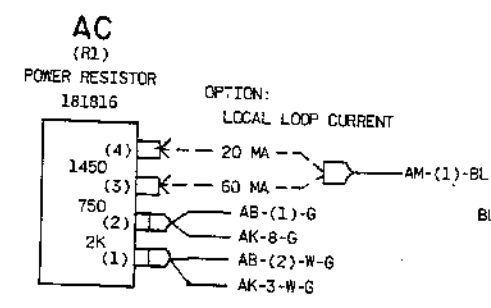 AC
(R1)
POWER RESISTOR
181816
OPTION:
LOCAL LOOP CURRENT
(4)
20 MA
1450
AM-(1)-BL
(3)
60 MA
750
(2)
AB-(1)-G
BL
AK-8-G
2K
(1)
AB-(2)-W-G
AK-3-W-G